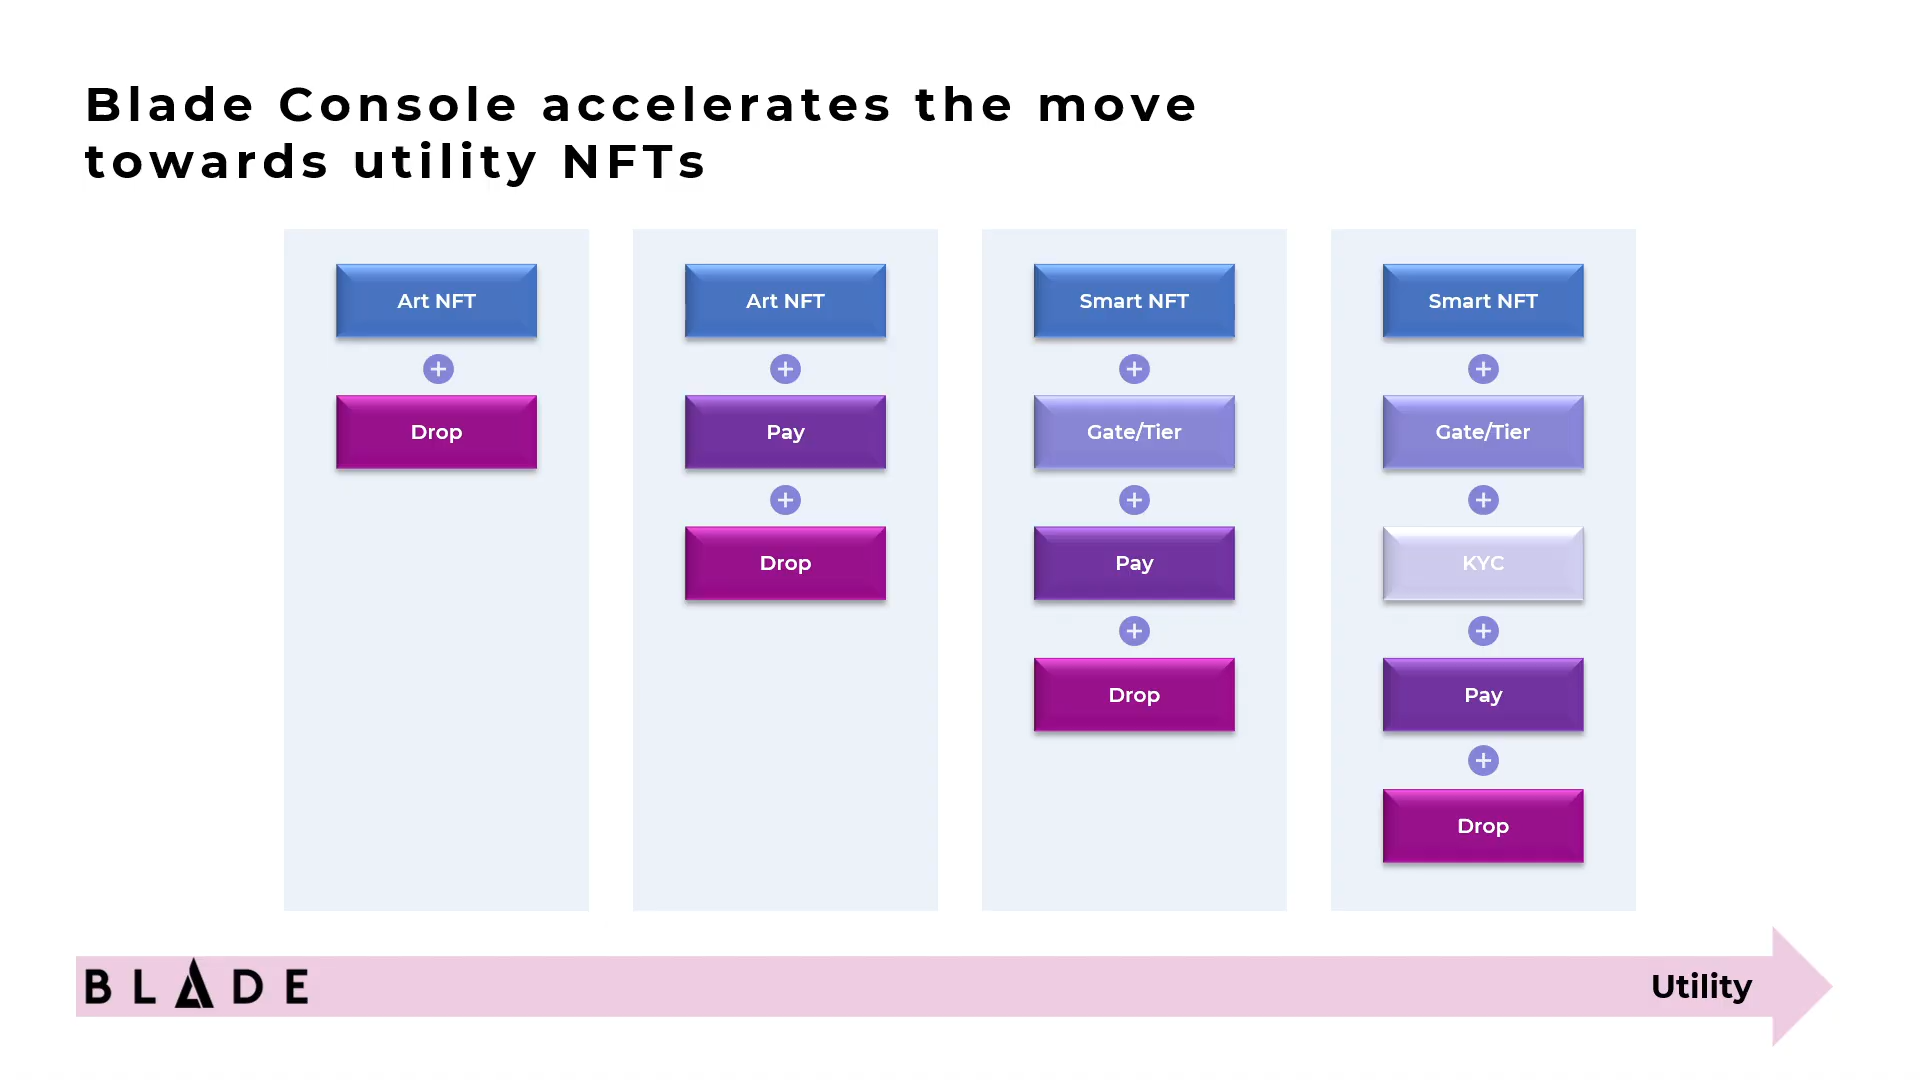 Blade Console accelerates the move
towards utility NFTs
Art NFT
+
Drop
Art NFT
+
Pay
+
Drop
Smart NFT
+
Gate/Tier
+
Pay
+
Drop
Smart NFT
+
Gate/Tier
+
KYC
+
Pay
+
Drop
BLADE
Utility